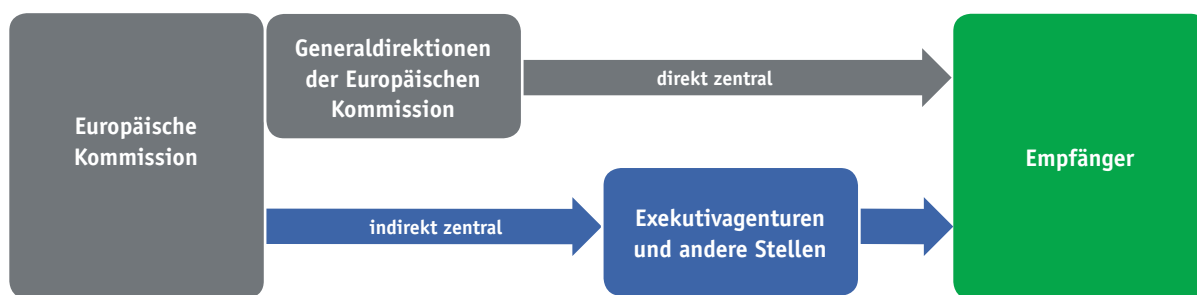 Europäische
Kommission
Generaldirektionen
der Europäischen
Kommission
direkt zentral
indirekt zentral
Exekutivagenturen
und andere Stellen
Empfänger